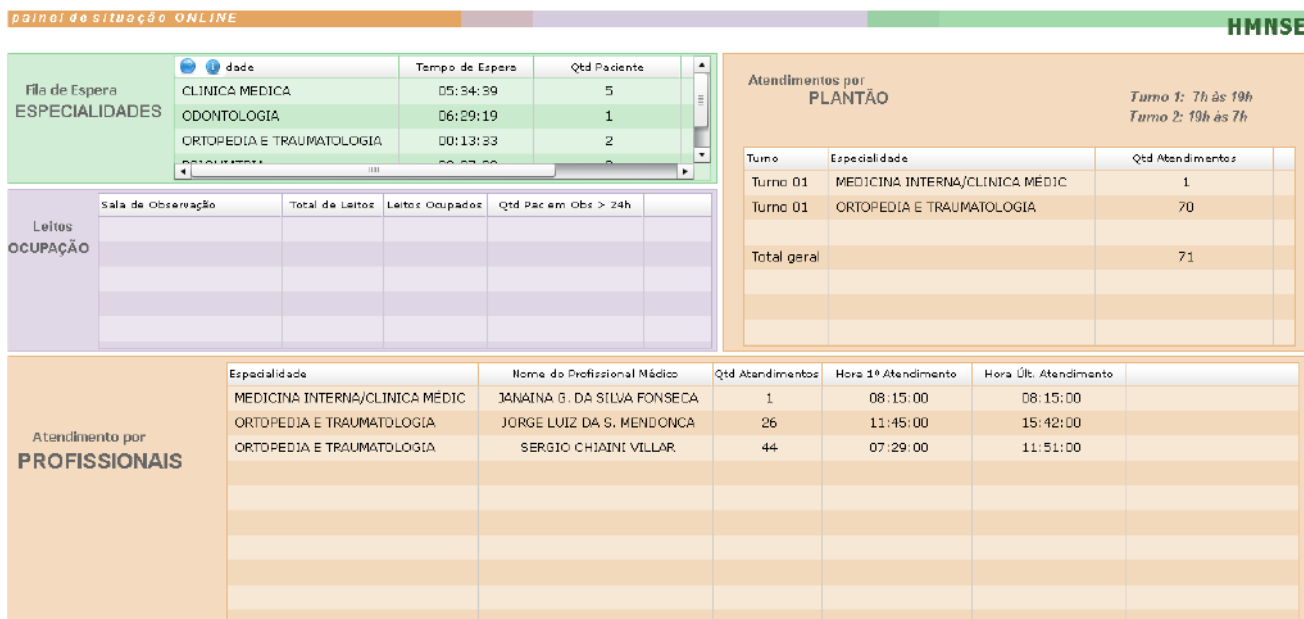 painel de situação ONLINE
HMNSE
Fila de Espera
ESPECIALIDADES
dade Tempo de Espera Qtd Paciente
CLINICA MEDICA 05:34:39 5
ODONTOLOGIA 06:29:19 1
ORTOPEDIA E TRAUMATOLOGIA 00:13:33 2
Atendimentos por
PLANTÃO
Turno 1: 7h às 19h
Turno 2: 19h às 7h
Turno Especialidade Qtd Atendimentos
Turno 01 MEDICINA INTERNA/CLINICA MÉDIC 1
Turno 01 ORTOPEDIA E TRAUMATOLOGIA 70
Total geral 71
Leitos
OCUPAÇÃO
Sala de Observação Total de Leitos Leitos Ocupados Qtd Pac em Obs > 24h
Atendimento por
PROFISSIONAIS
Especialidade Nome do Profissional Médico Qtd Atendimentos Hora 1º Atendimento Hora Últ. Atendimento
MEDICINA INTERNA/CLINICA MÉDIC JANAINA G. DA SILVA FONSECA 1 08:15:00 08:15:00
ORTOPEDIA E TRAUMATOLOGIA JORGE LUIZ DA S. MENDONCA 26 11:45:00 15:42:00
ORTOPEDIA E TRAUMATOLOGIA SERGIO CHIAINI VILLAR 44 07:29:00 11:51:00